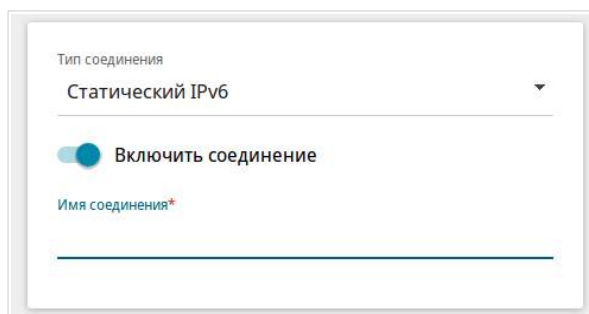 Тип соединения
Статический IPv6
Включить соединение
Имя соединения*